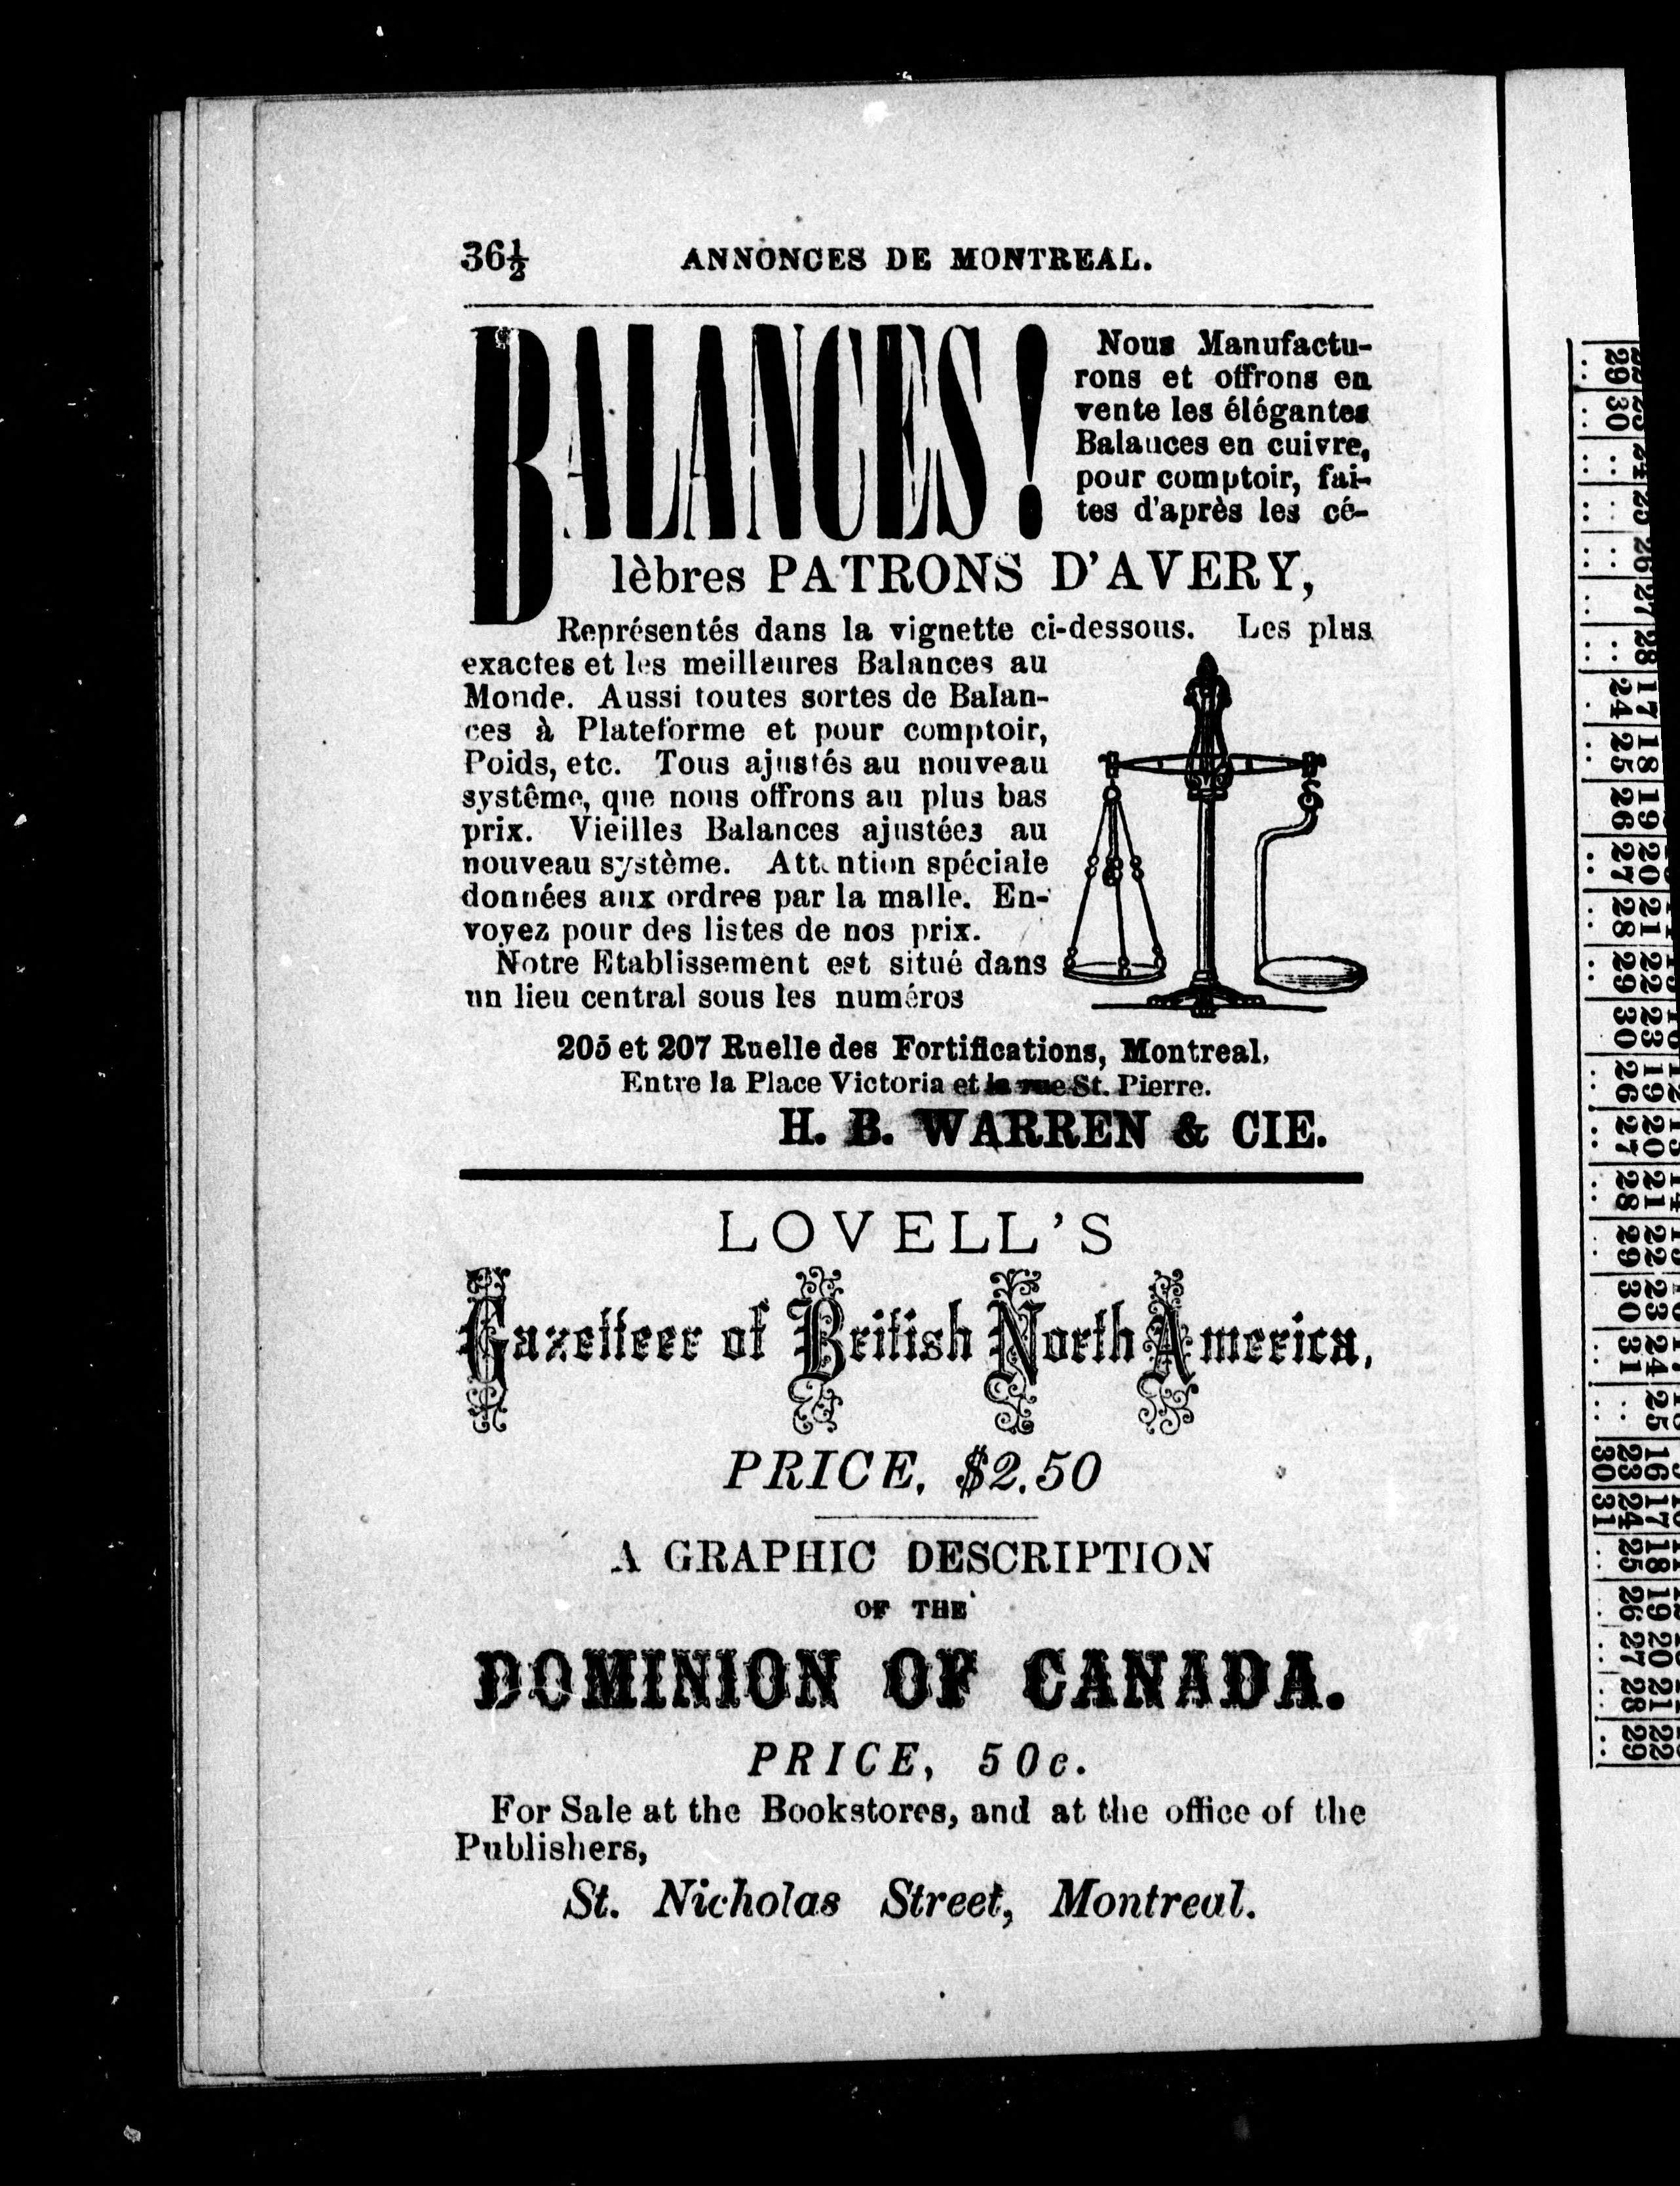 36½ ANNONCES DE MONTREAL.
BALANCES!
Nous Manufactu-
rons et offrons en
vente les élégantes
Balances en cuivre,
pour comptoir, fai-
tes d'après les cé-
lèbres PATRONS D'AVERY,
Représentés dans la vignette ci-dessous. Les plus
exactes et les meilleures Balances au
Monde. Aussi toutes sortes de Balan-
ces à Plateforme et pour comptoir,
Poids, etc. Tous ajustés au nouveau
systême, que nous offrons au plus bas
prix. Vieilles Balances ajustées au
nouveau système. Attention spéciale
données aux ordres par la malle. En-
voyez pour des listes de nos prix.
Notre Etablissement est situé dans
un lieu central sous les numéros
205 et 207 Ruelle des Fortifications, Montreal,
Entre la Place Victoria et la rue St. Pierre.
H. B. WARREN & CIE.
LOVELL'S
Gazetteer of British North America,
PRICE, $2.50
A GRAPHIC DESCRIPTION
OF THE
DOMINION OF CANADA.
PRICE, 50c.
For Sale at the Bookstores, and at the office of the
Publishers,
St. Nicholas Street, Montreal.